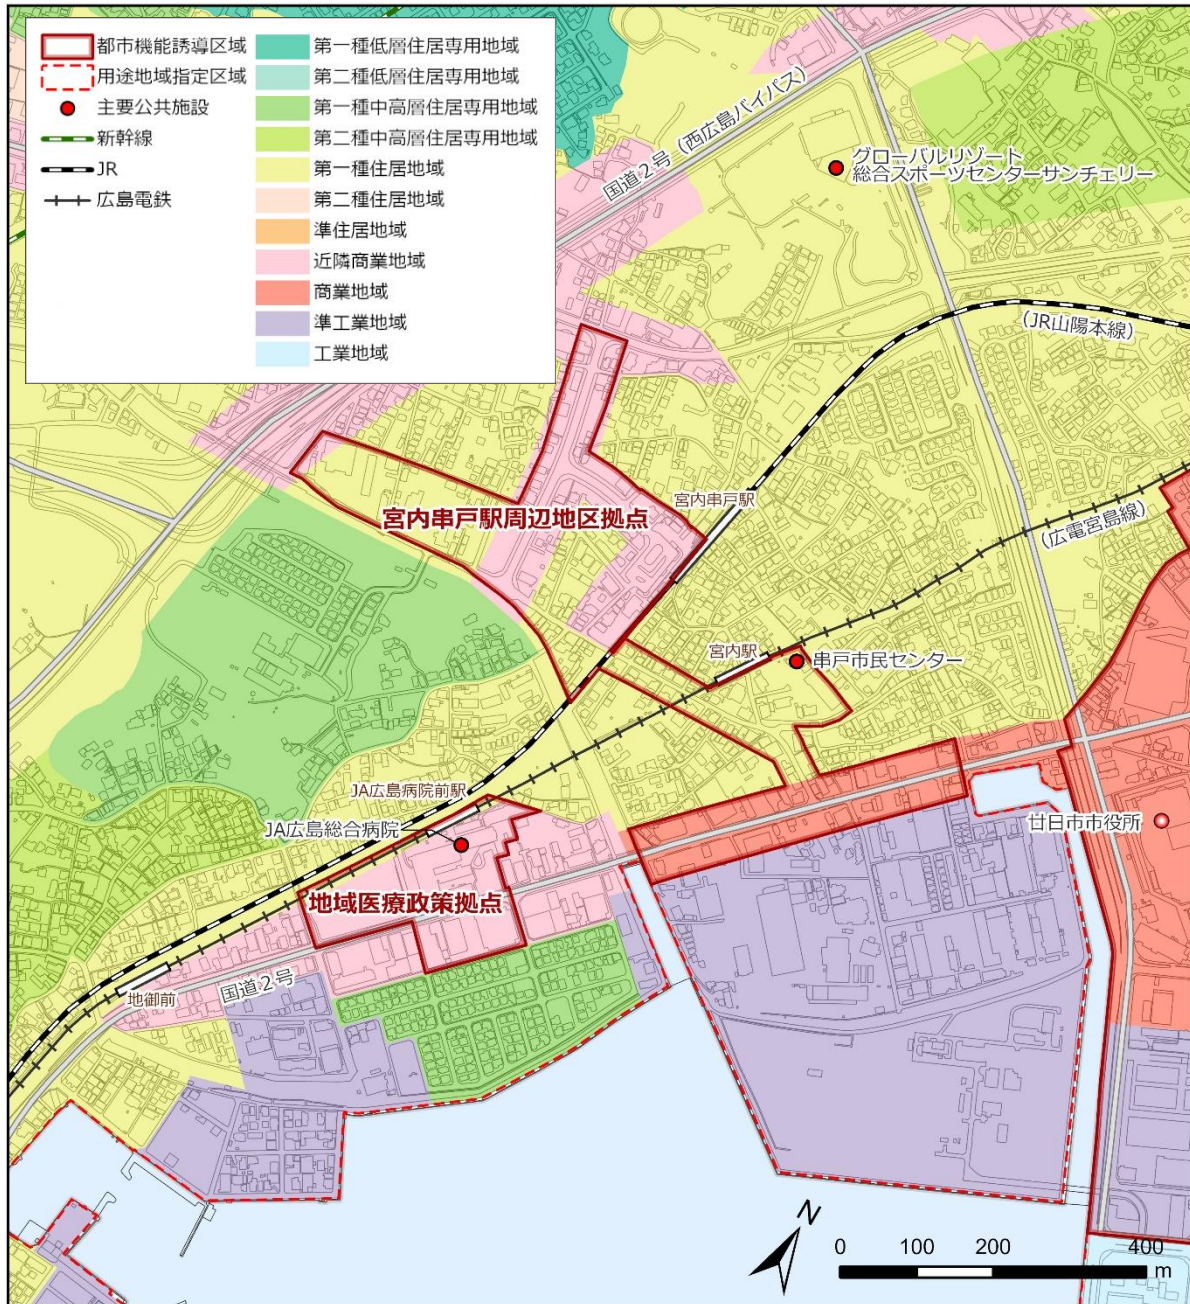 都市機能誘導区域
用途地域指定区域
主要公共施設
新幹線
JR
広島電鉄
第一種低層住居専用地域
第二種低層住居専用地域
第一種中高層住居専用地域
第二種中高層住居専用地域
第一種住居地域
第二種住居地域
準住居地域
近隣商業地域
商業地域
準工業地域
工業地域
国道2号（西広島バイパス）
グローバルリゾート
総合スポーツセンターサンチェリー
（JR山陽本線）
宮内串戸駅
宮内串戸駅周辺地区拠点
（広電宮島線）
宮内駅
串戸市民センター
JA広島病院前駅
JA広島総合病院
廿日市市役所
地域医療政策拠点
国道2号
地御前
N
0 100 200 400
m